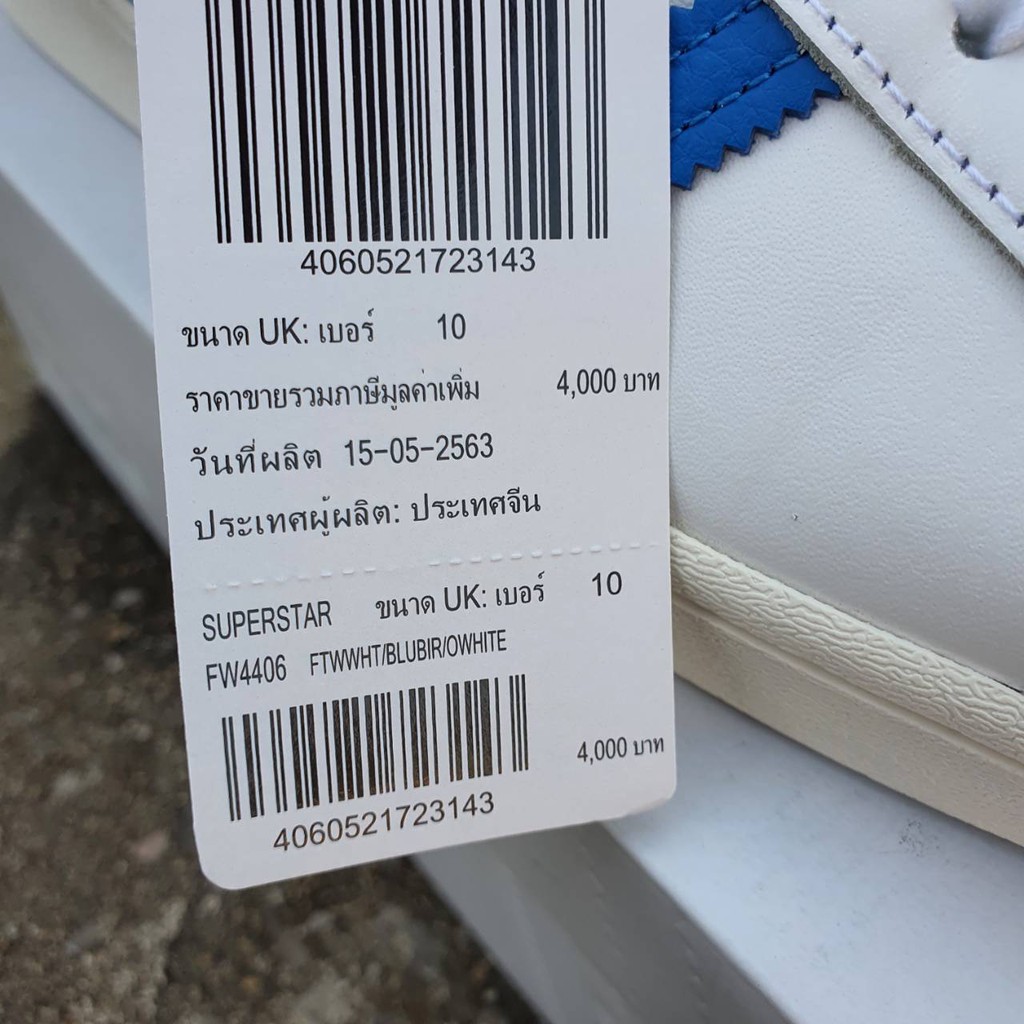 4060521723143
ขนาด UK: เบอร์ 10
ราคาขายรวมภาษีมูลค่าเพิ่ม 4,000 บาท
วันที่ผลิต 15-05-2563
ประเทศผู้ผลิต: ประเทศจีน
SUPERSTAR ขนาด UK: เบอร์ 10
FW4406 FTWWHT/BLUBIR/OWHITE
4,000 บาท
4060521723143